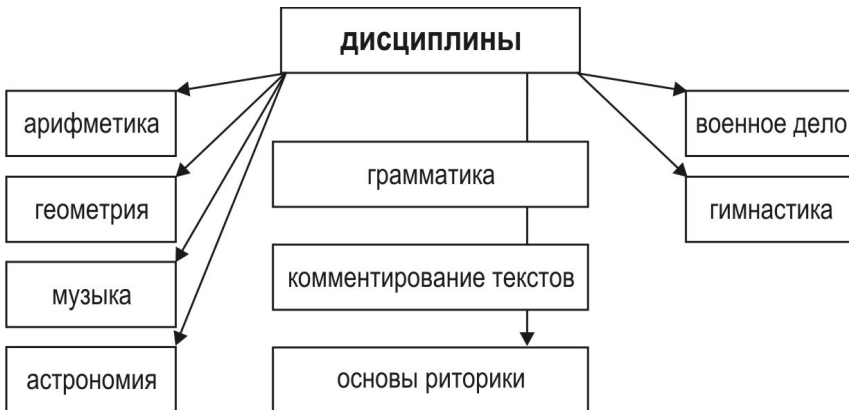 дисциплины
арифметика
геометрия
музыка
астрономия
грамматика
комментирование текстов
основы риторики
военное дело
гимнастика